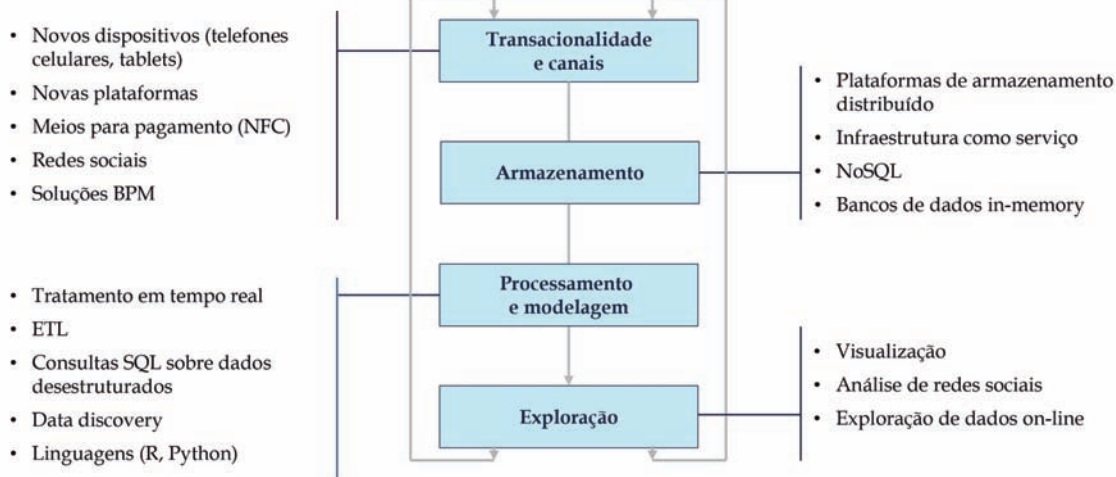 • Novos dispositivos (telefones
celulares, tablets)
• Novas plataformas
• Meios para pagamento (NFC)
• Redes sociais
• Soluções BPM
Transacionalidade
e canais
Armazenamento
• Plataformas de armazenamento
distribuído
• Infraestrutura como serviço
• NoSQL
• Bancos de dados in-memory
• Tratamento em tempo real
• ETL
• Consultas SQL sobre dados
desestruturados
• Data discovery
• Linguagens (R, Python)
Processamento
e modelagem
Exploração
• Visualização
• Análise de redes sociais
• Exploração de dados on-line